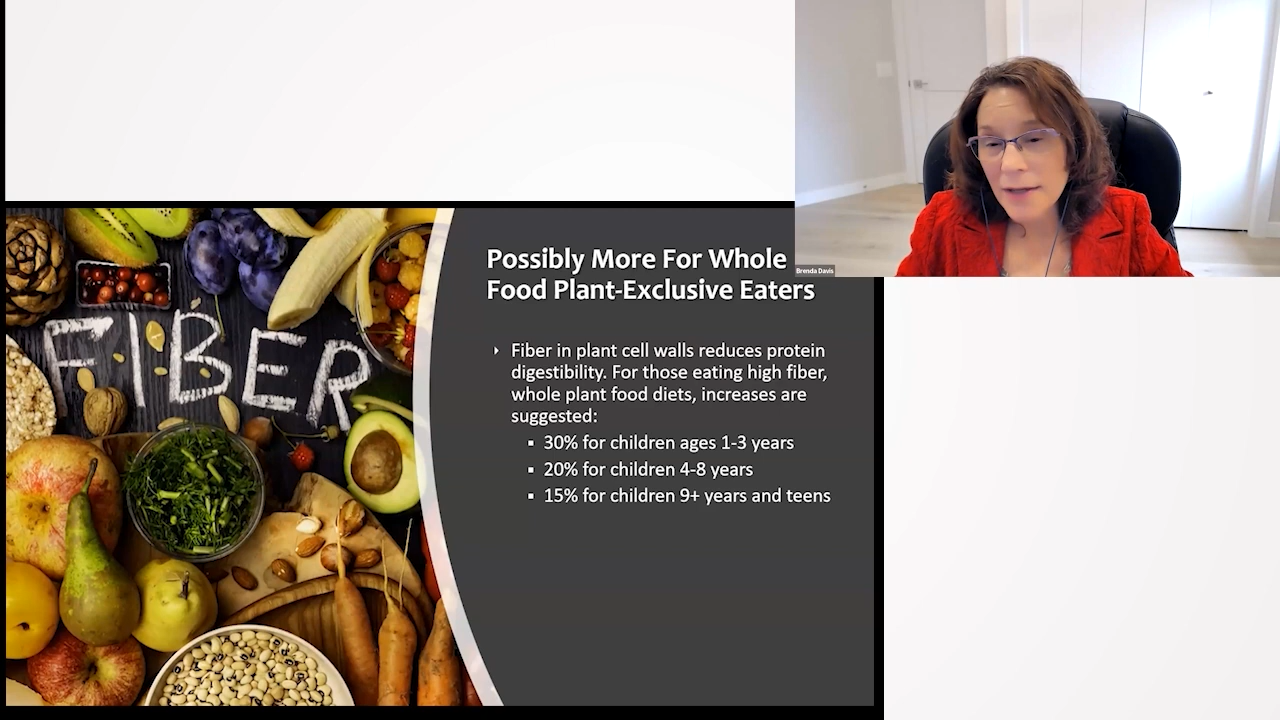 Brenda Davis
Possibly More For Whole
Food Plant-Exclusive Eaters
FIBER
Fiber in plant cell walls reduces protein
digestibility. For those eating high fiber,
whole plant food diets, increases are
suggested:
30% for children ages 1-3 years
20% for children 4-8 years
15% for children 9+ years and teens